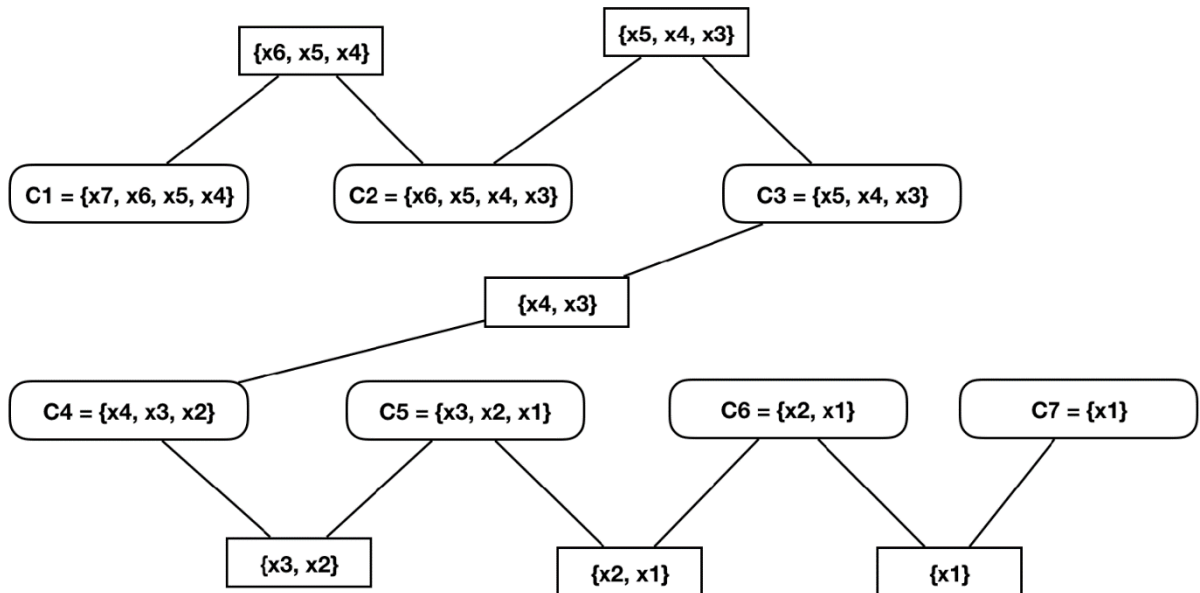 {x6, x5, x4}
{x5, x4, x3}
C1 = {x7, x6, x5, x4}
C2 = {x6, x5, x4, x3}
C3 = {x5, x4, x3}
{x4, x3}
C4 = {x4, x3, x2}
C5 = {x3, x2, x1}
C6 = {x2, x1}
C7 = {x1}
{x3, x2}
{x2, x1}
{x1}